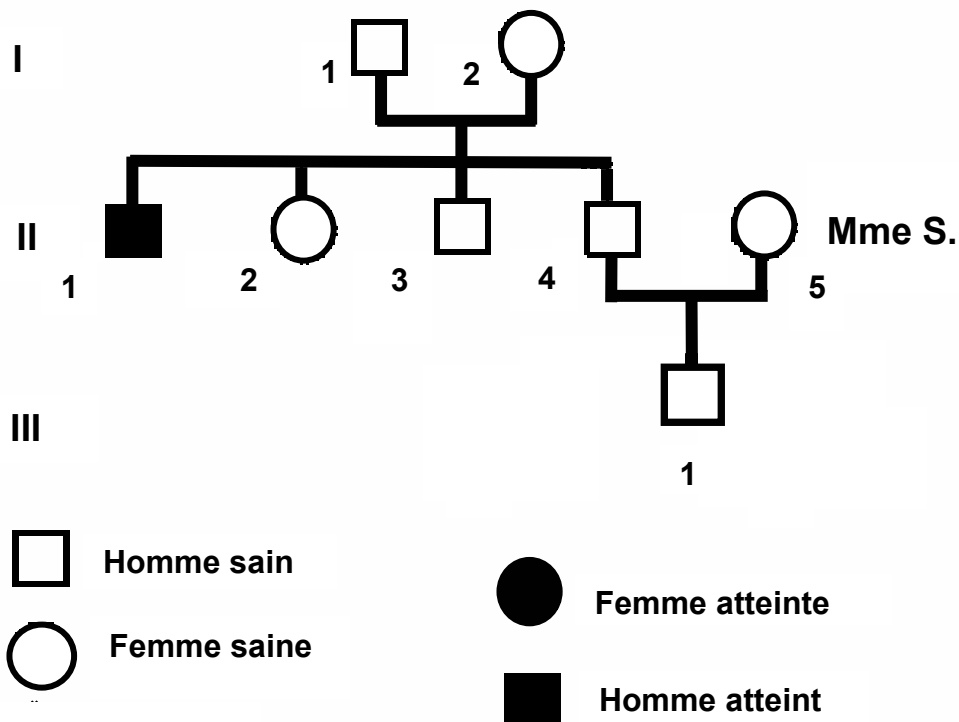 I
1
2
II
Mme S.
1
2
3
4
5
III
1
Homme sain
Femme atteinte
Femme saine
Homme atteint